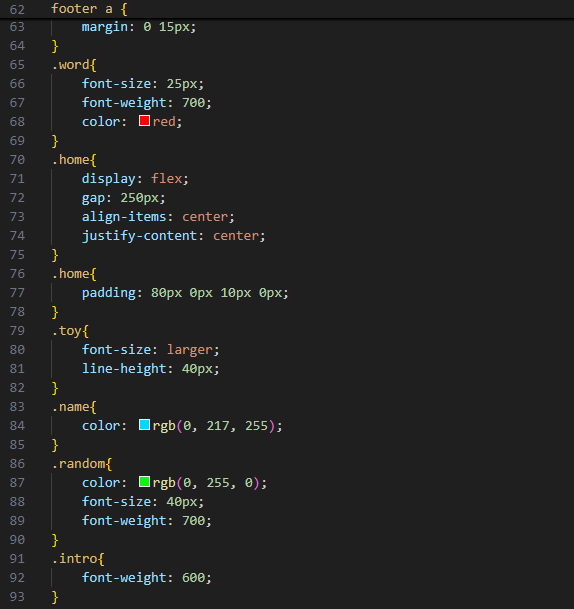 62 footer a {
63     margin: 0 15px;
64 }
65 .word{
66     font-size: 25px;
67     font-weight: 700;
68     color: red;
69 }
70 .home{
71     display: flex;
72     gap: 250px;
73     align-items: center;
74     justify-content: center;
75 }
76 .home{
77     padding: 80px 0px 10px 0px;
78 }
79 .toy{
80     font-size: larger;
81     line-height: 40px;
82 }
83 .name{
84     color: rgb(0, 217, 255);
85 }
86 .random{
87     color: rgb(0, 255, 0);
88     font-size: 40px;
89     font-weight: 700;
90 }
91 .intro{
92     font-weight: 600;
93 }